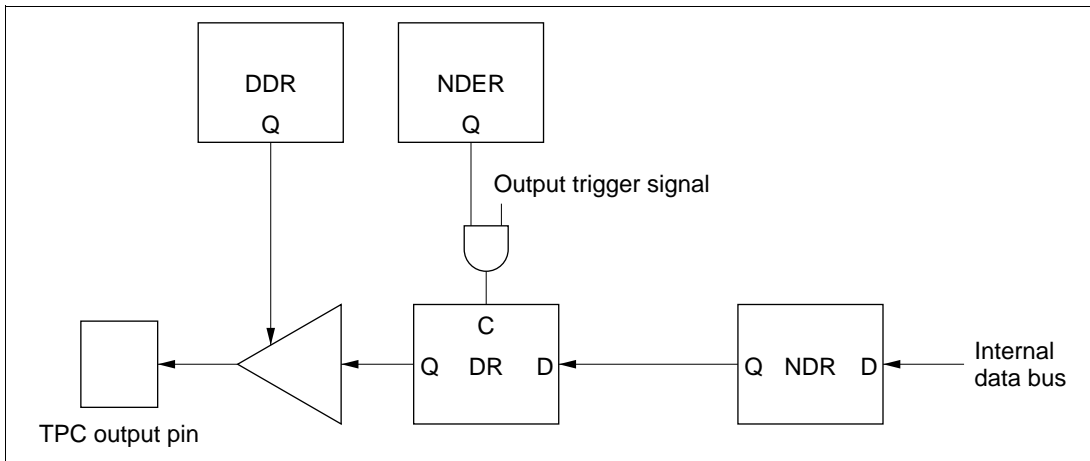 DDR
Q
NDER
Q
Output trigger signal
C
Q DR D
Q NDR D
Internal
data bus
TPC output pin